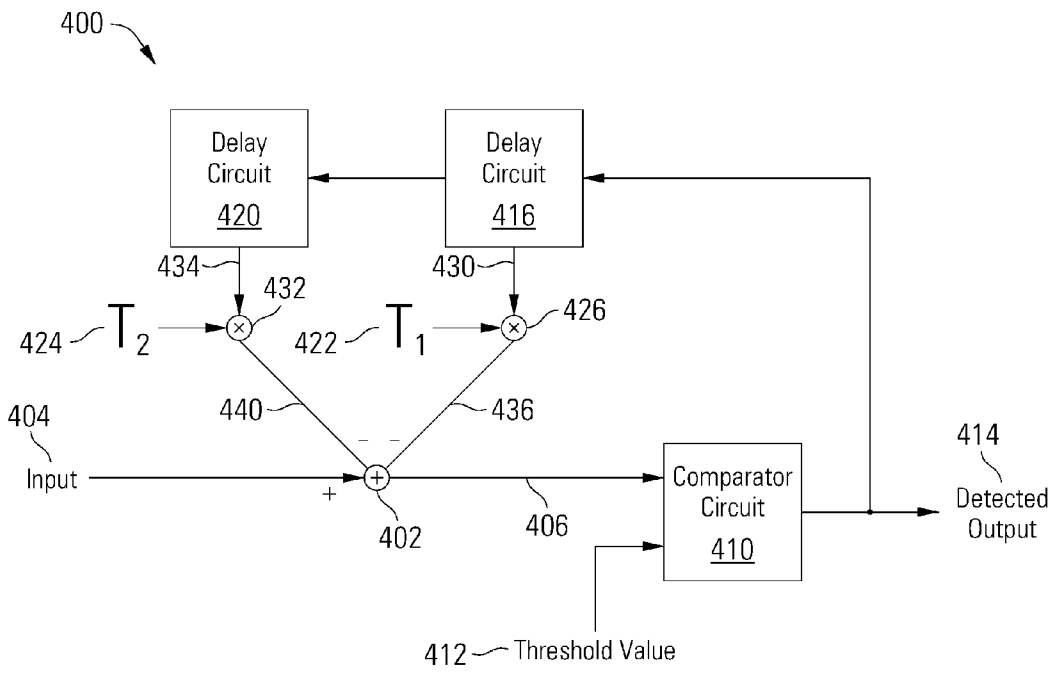 400
Delay
Circuit
420
Delay
Circuit
416
434
430
432
426
424
T2
422
T1
440
436
404
Input
− −
+
+
402
406
Comparator
Circuit
410
414
Detected
Output
412
Threshold Value